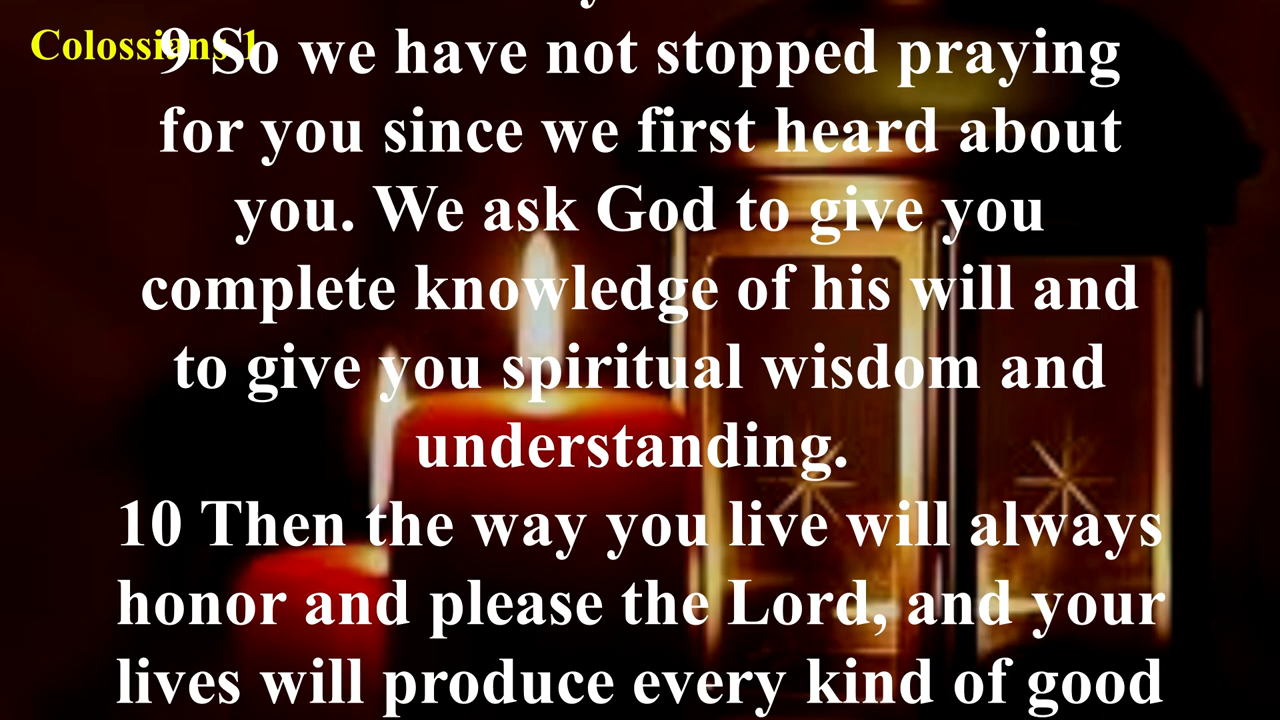 Colossians 1
9 So we have not stopped praying
for you since we first heard about
you. We ask God to give you
complete knowledge of his will and
to give you spiritual wisdom and
understanding.
10 Then the way you live will always
honor and please the Lord, and your
lives will produce every kind of good